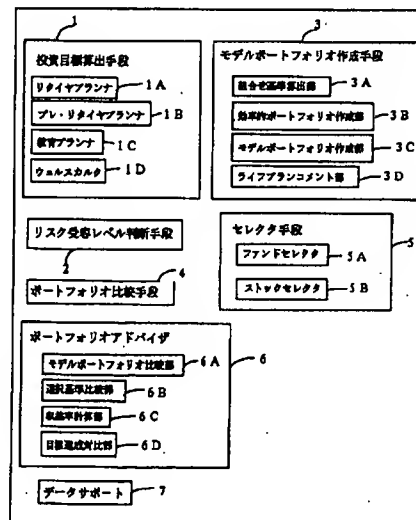 1
投資目標算出手段
リタイヤプランナ 1A
プレ・リタイヤプランナ 1B
教育プランナ 1C
ウェルスカルク 1D
3
モデルポートフォリオ作成手段
組合せ基準算出部 3A
効率的ポートフォリオ作成部 3B
モデルポートフォリオ作成部 3C
ライフプランコメント部 3D
リスク受容レベル判断手段
2
ポートフォリオ比較手段
4
セレクタ手段
5
ファンドセレクタ 5A
ストックセレクタ 5B
ポートフォリオアドバイザ
6
モデルポートフォリオ比較部 6A
選択基準比較部 6B
収益率計算部 6C
目標達成対比部 6D
データサポート 7